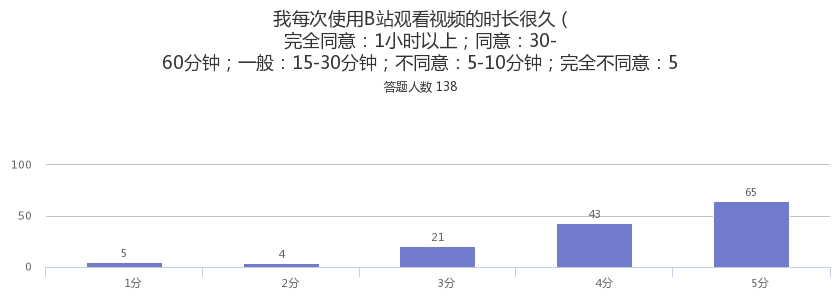 我每次使用B站观看视频的时长很久（
完全同意：1小时以上；同意：30-
60分钟；一般：15-30分钟；不同意：5-10分钟；完全不同意：5
答题人数 138
100
50
0
5
4
21
43
65
1分
2分
3分
4分
5分